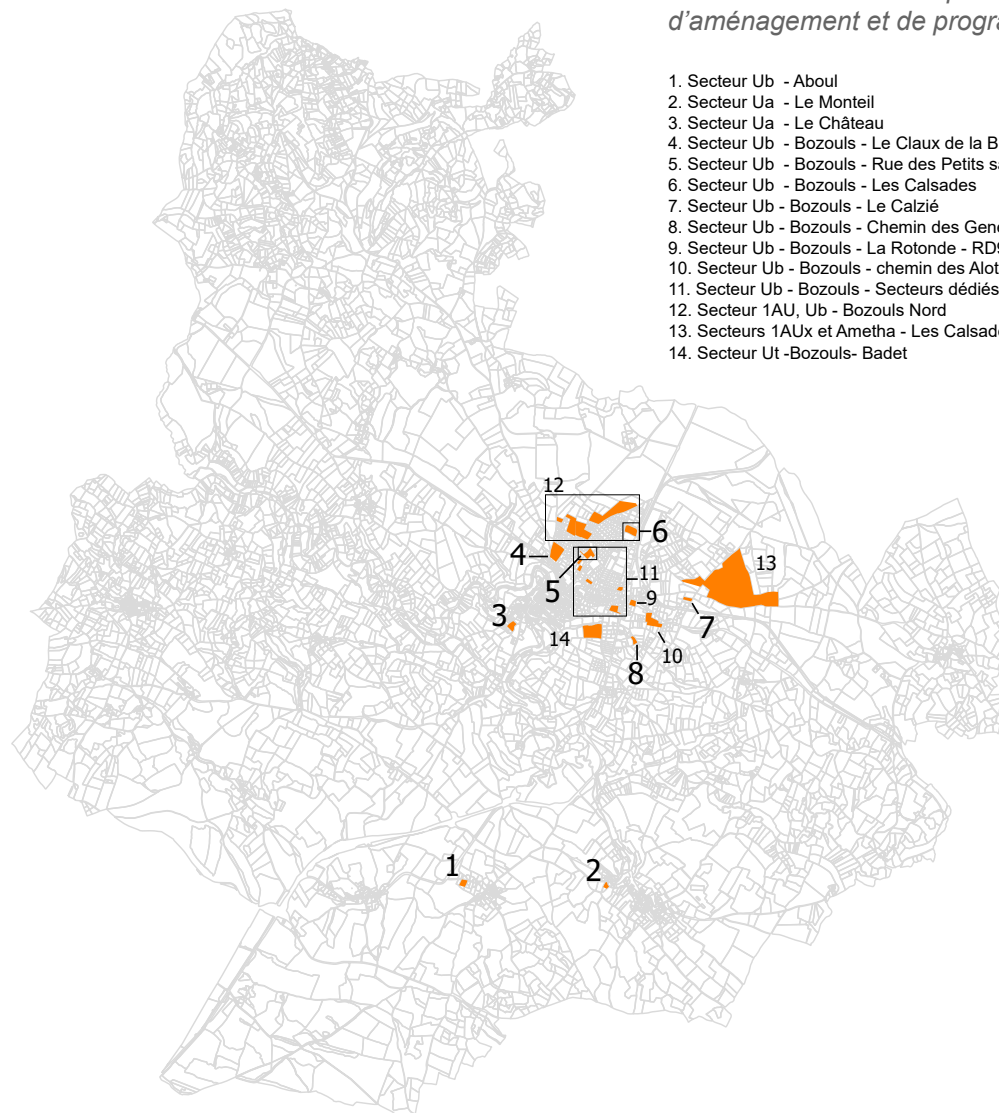 d'aménagement et de progra
1. Secteur Ub - Aboul
2. Secteur Ua - Le Monteil
3. Secteur Ua - Le Château
4. Secteur Ub - Bozouls - Le Claux de la B
5. Secteur Ub - Bozouls - Rue des Petits sa
6. Secteur Ub - Bozouls - Les Calsades
7. Secteur Ub - Bozouls - Le Calzié
8. Secteur Ub - Bozouls - Chemin des Gene
9. Secteur Ub - Bozouls - La Rotonde - RD9
10. Secteur Ub - Bozouls - chemin des Alot
11. Secteur Ub - Bozouls - Secteurs dédiés
12. Secteur 1AU, Ub - Bozouls Nord
13. Secteurs 1AUx et Ametha - Les Calsade
14. Secteur Ut -Bozouls- Badet
12
6
4
13
11
5
9
7
3
14
10
8
1
2